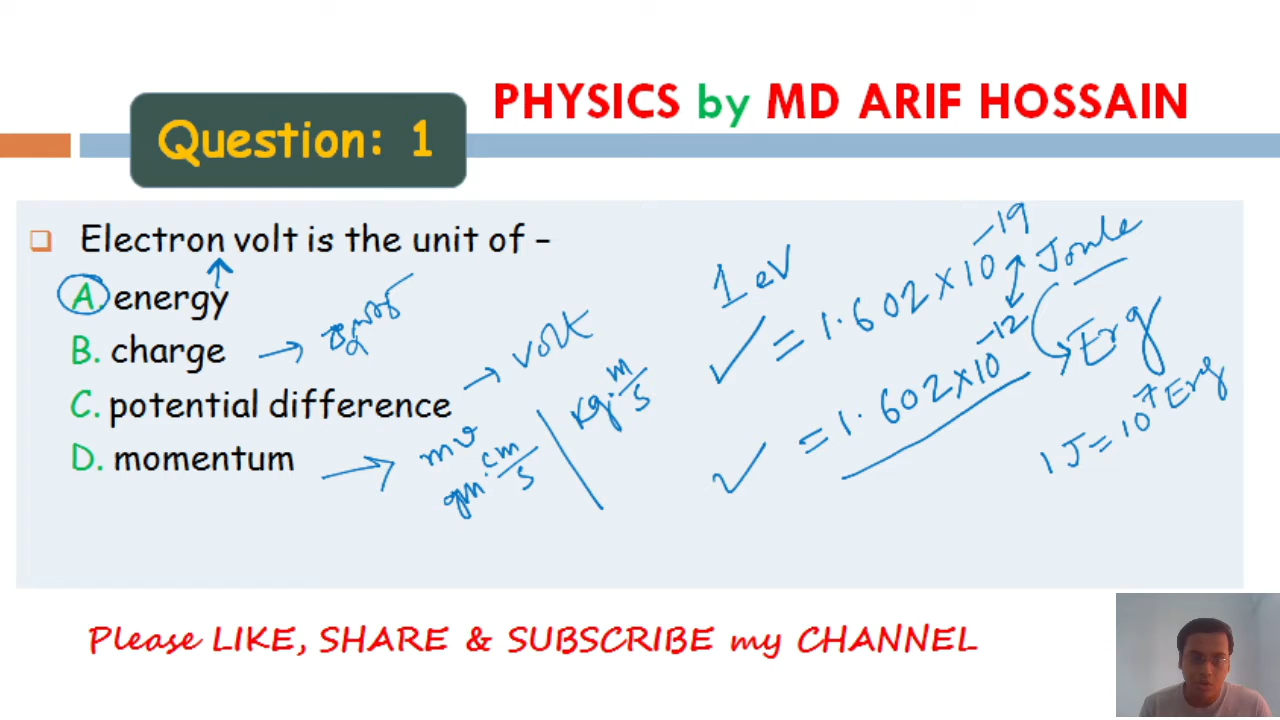 PHYSICS by MD ARIF HOSSAIN
Question: 1
Electron volt is the unit of –
A. energy
B. charge →
C. potential difference → volt
D. momentum → mv
gm. cm/s | kg. m/s
1 eV
= 1.602 × 10⁻¹⁹ Joule
= 1.602 × 10⁻¹² Erg
1 J = 10⁷ Erg
Please LIKE, SHARE & SUBSCRIBE my CHANNEL